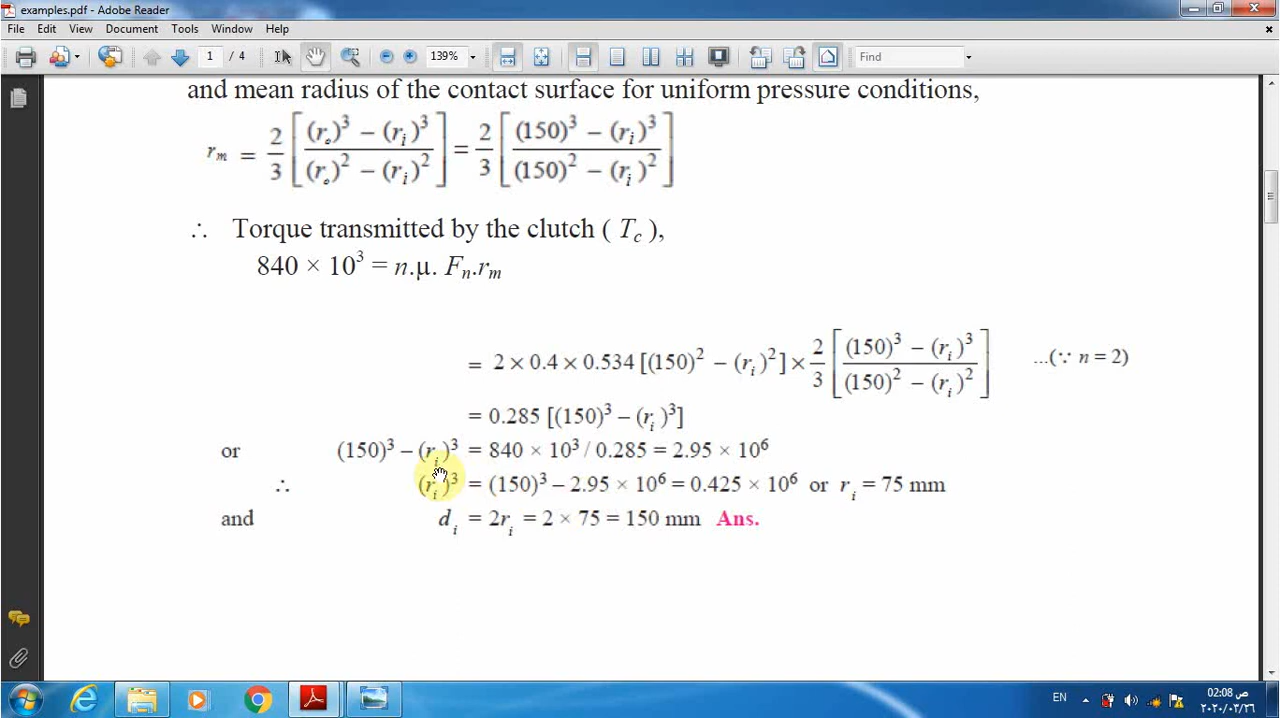 examples.pdf - Adobe Reader
File Edit View Document Tools Window Help
1 / 4 139% Find
and mean radius of the contact surface for uniform pressure conditions,
r_m = 2/3 [ ((r_o)^3 − (r_i)^3) / ((r_o)^2 − (r_i)^2) ] = 2/3 [ ((150)^3 − (r_i)^3) / ((150)^2 − (r_i)^2) ]
∴ Torque transmitted by the clutch ( T_c ),
840 × 10^3 = n.μ. F_n.r_m
= 2 × 0.4 × 0.534 [(150)^2 − (r_i)^2] × 2/3 [ ((150)^3 − (r_i)^3) / ((150)^2 − (r_i)^2) ] ...(∵ n = 2)
= 0.285 [(150)^3 − (r_i)^3]
or (150)^3 − (r_i)^3 = 840 × 10^3 / 0.285 = 2.95 × 10^6
∴ (r_i)^3 = (150)^3 − 2.95 × 10^6 = 0.425 × 10^6 or r_i = 75 mm
and d_i = 2r_i = 2 × 75 = 150 mm Ans.
EN 02:08 ص
٢٠٢٠/٠٣/٢٦